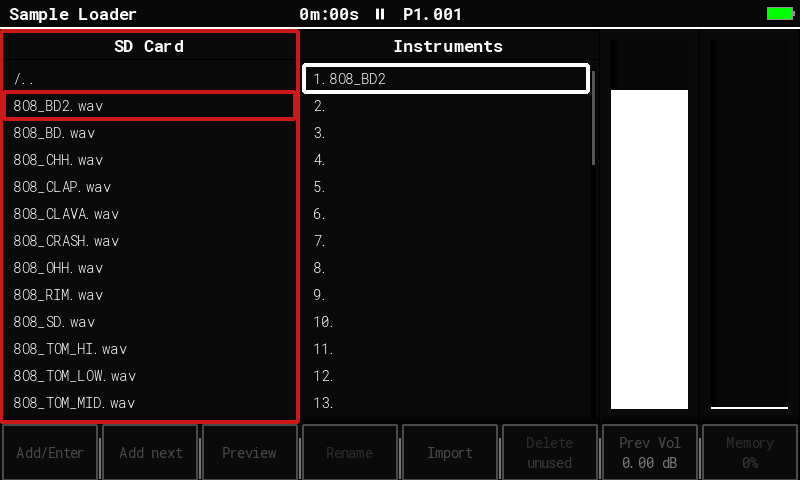 Sample Loader
0m:00s
P1.001
SD Card
/..
808_BD2.wav
808_BD.wav
808_CHH.wav
808_CLAP.wav
808_CLAVA.wav
808_CRASH.wav
808_OHH.wav
808_RIM.wav
808_SD.wav
808_TOM_HI.wav
808_TOM_LOW.wav
808_TOM_MID.wav
Instruments
1. 808_BD2
2.
3.
4.
5.
6.
7.
8.
9.
10.
11.
12.
13.
Add/Enter
Add next
Preview
Rename
Import
Delete
unused
Prev Vol
0.00 dB
Memory
0%